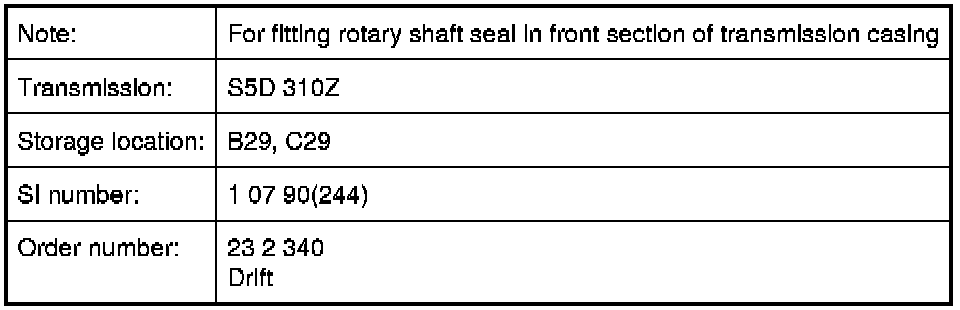 Note: For fitting rotary shaft seal in front section of transmission casing
Transmission: S5D 310Z
Storage location: B29, C29
SI number: 1 07 90(244)
Order number: 23 2 340
Drift